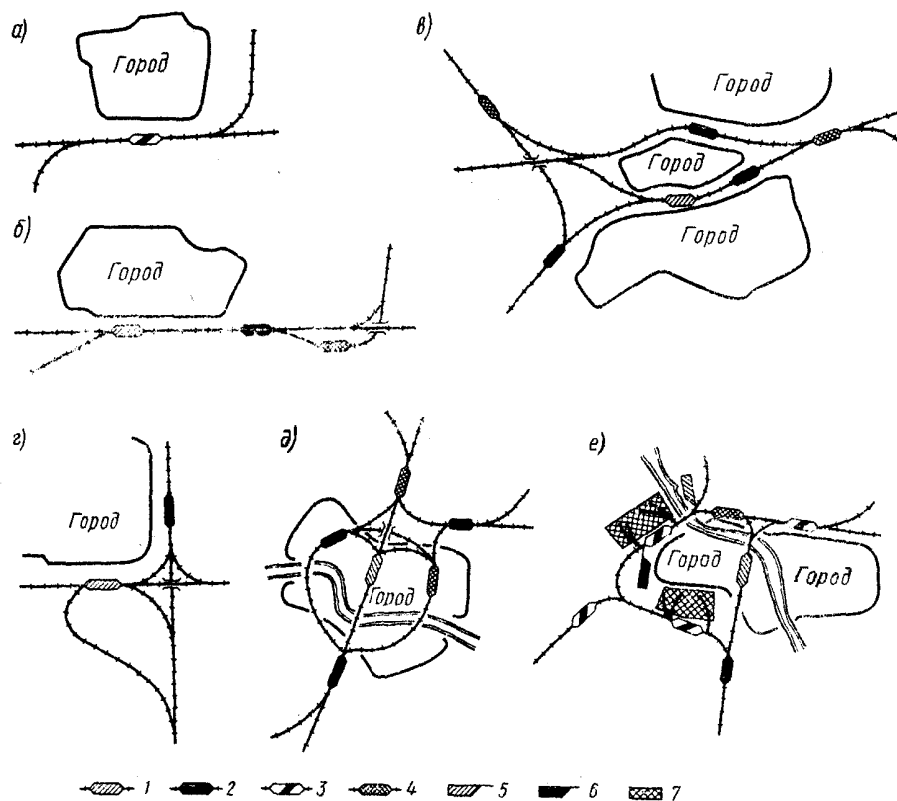 а)
Город
в)
Город
Город
Город
б)
Город
г)
Город
д)
Город
е)
Город
Город
1 2 3 4 5 6 7